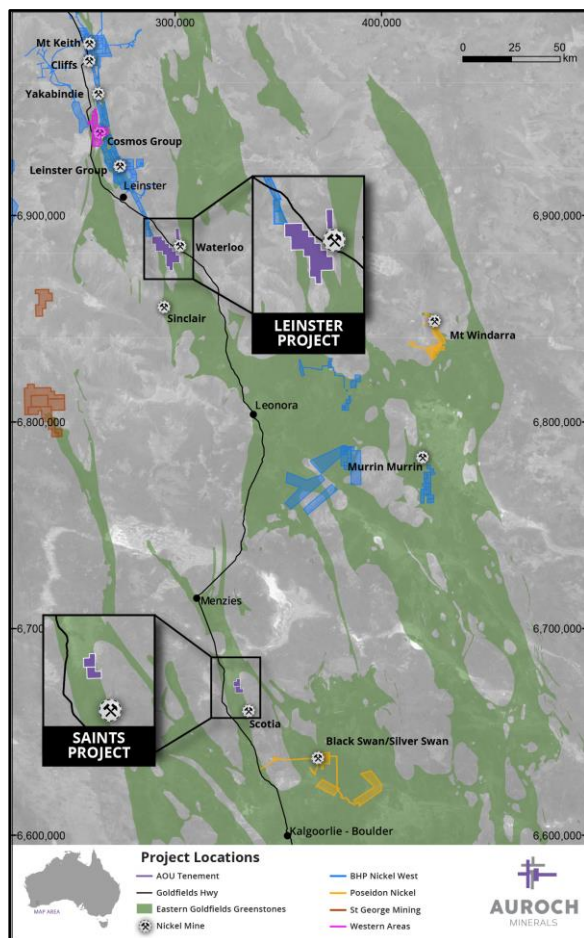 300,000
400,000
0 25 50
km
Mt Keith
Cliffs
Yakabindie
Cosmos Group
Leinster Group
Leinster
6,900,000
6,900,000
Waterloo
LEINSTER
PROJECT
Sinclair
Mt Windarra
6,800,000
Leonora
6,800,000
Murrin Murrin
Menzies
6,700,000
6,700,000
SAINTS
PROJECT
Scotia
Black Swan/Silver Swan
6,600,000
Kalgoorlie - Boulder
6,600,000
MAP AREA
Project Locations
AOU Tenement
Goldfields Hwy
Eastern Goldfields Greenstones
Nickel Mine
BHP Nickel West
Poseidon Nickel
St George Mining
Western Areas
AUROCH
MINERALS